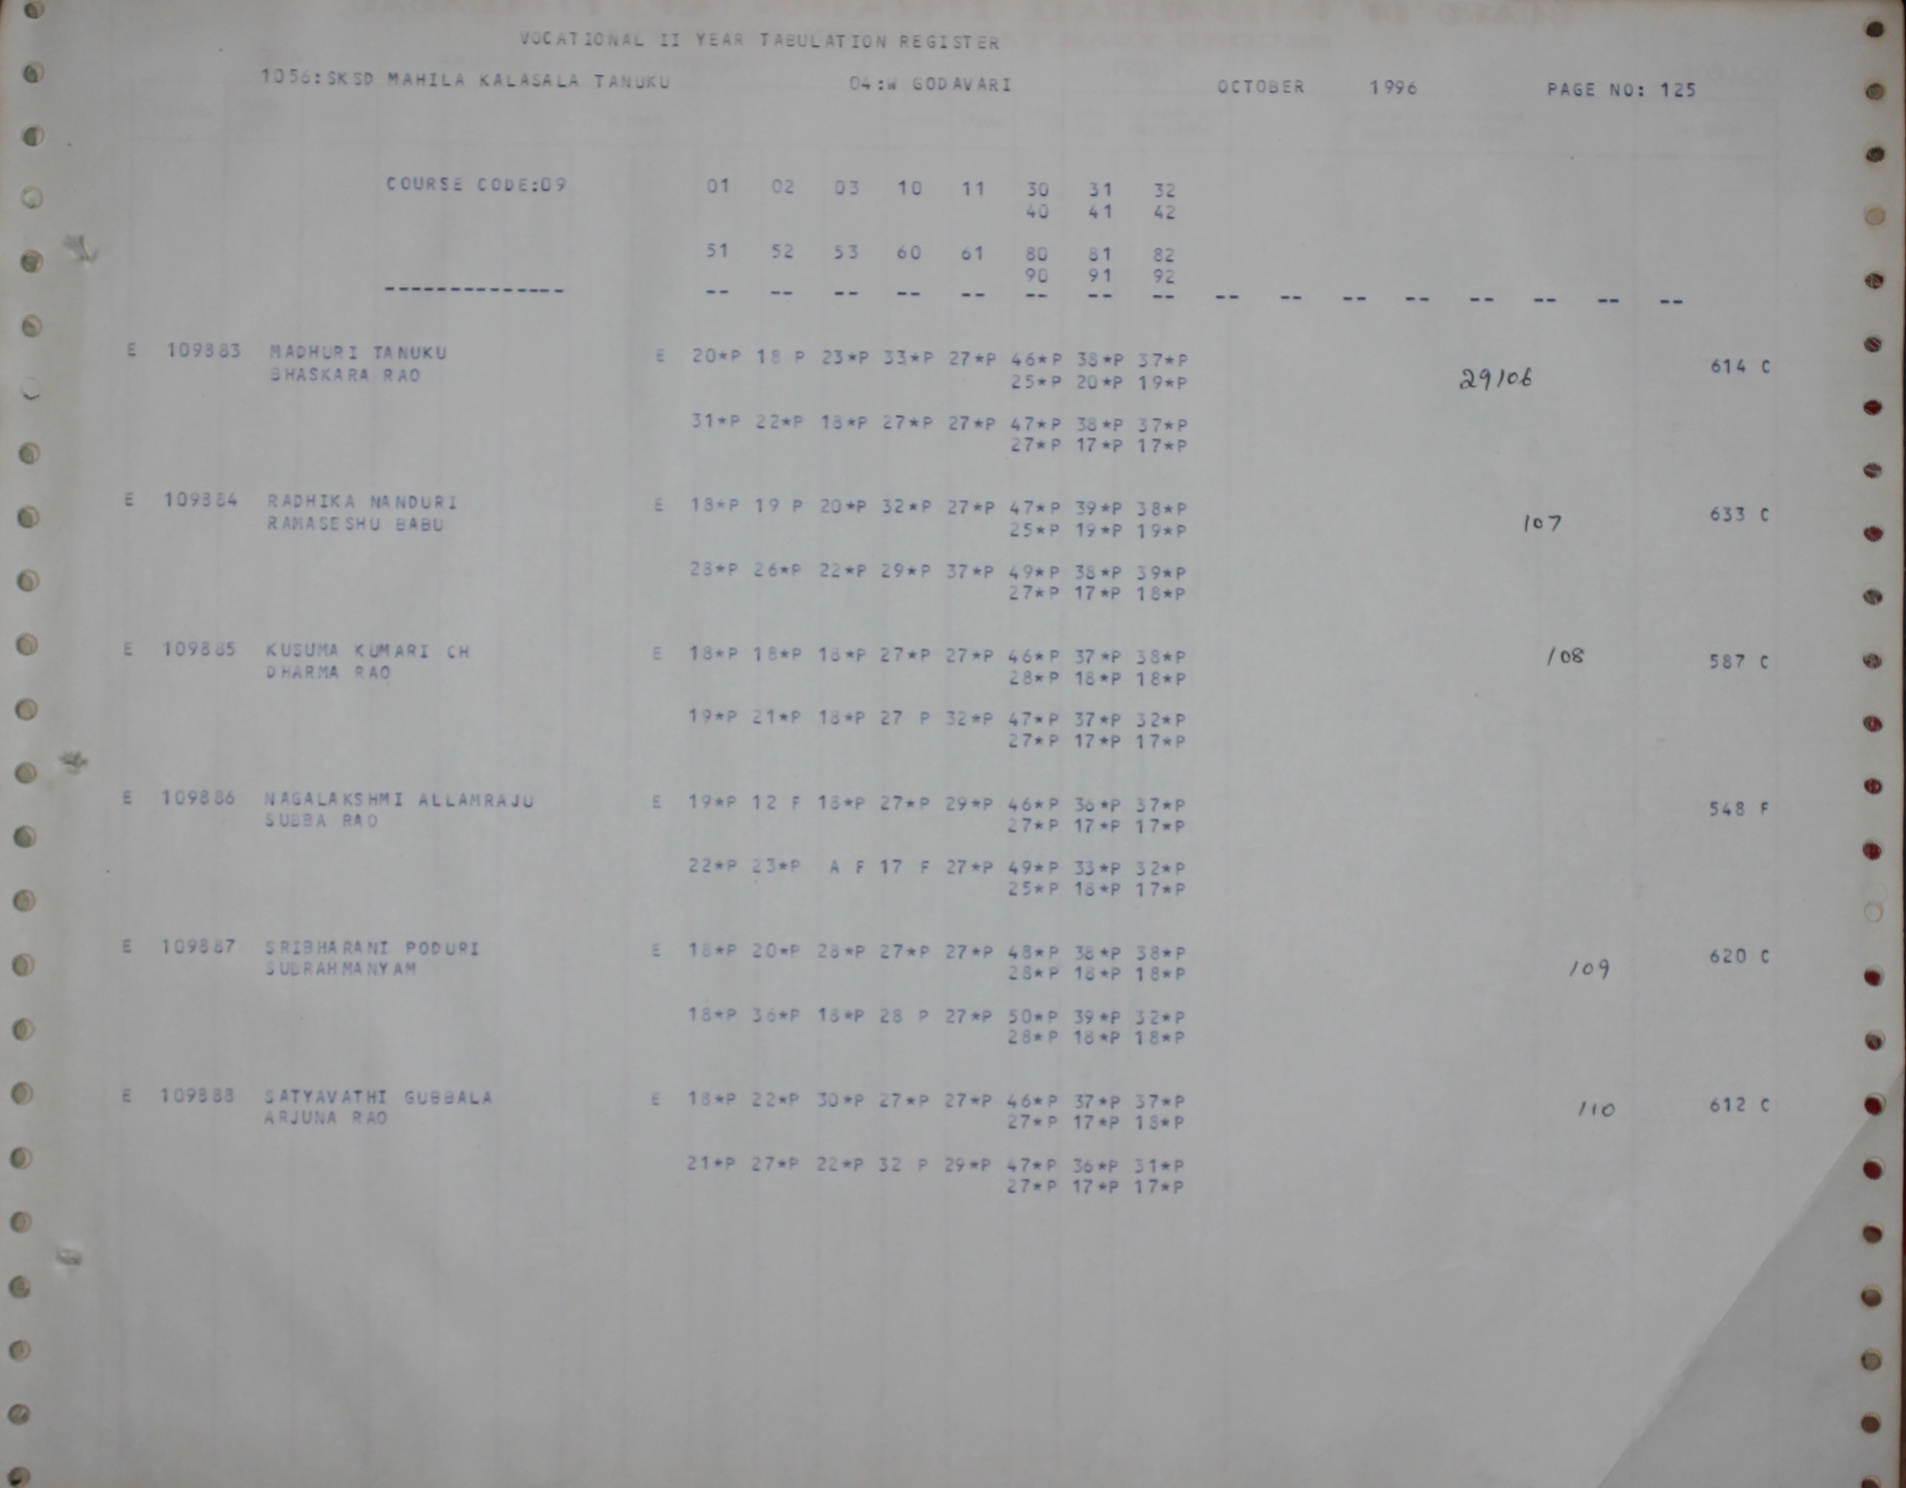 VOCATIONAL II YEAR TABULATION REGISTER
1056:SKSD MAHILA KALASALA TANUKU 04:W GODAVARI OCTOBER 1996 PAGE NO: 125
COURSE CODE:09 01 02 03 10 11 30 31 32
40 41 42
51 52 53 60 61 80 81 82
90 91 92
-------------- -- -- -- -- -- -- -- -- -- -- -- -- -- -- -- --
E 109883 MADHURI TANUKU E 20*P 18 P 23*P 33*P 27*P 46*P 38*P 37*P 614 C
BHASKARA RAO 25*P 20*P 19*P 29106
31*P 22*P 18*P 27*P 27*P 47*P 38*P 37*P
27*P 17*P 17*P
E 109884 RADHIKA NANDURI E 18*P 19 P 20*P 32*P 27*P 47*P 39*P 38*P 633 C
RAMASESHU BABU 25*P 19*P 19*P 107
28*P 26*P 22*P 29*P 37*P 49*P 38*P 39*P
27*P 17*P 18*P
E 109885 KUSUMA KUMARI CH E 18*P 18*P 18*P 27*P 27*P 46*P 37*P 38*P 108 587 C
DHARMA RAO 28*P 18*P 18*P
19*P 21*P 18*P 27 P 32*P 47*P 37*P 32*P
27*P 17*P 17*P
E 109886 NAGALAKSHMI ALLAMRAJU E 19*P 12 F 18*P 27*P 29*P 46*P 36*P 37*P 548 F
SUBBA RAO 27*P 17*P 17*P
22*P 23*P A F 17 F 27*P 49*P 33*P 32*P
25*P 18*P 17*P
E 109887 SRIBHARANI PODURI E 18*P 20*P 28*P 27*P 27*P 48*P 38*P 38*P 620 C
SUBRAHMANYAM 28*P 18*P 18*P 109
18*P 36*P 18*P 28 P 27*P 50*P 39*P 32*P
28*P 18*P 18*P
E 109888 SATYAVATHI GUBBALA E 18*P 22*P 30*P 27*P 27*P 46*P 37*P 37*P 110 612 C
ARJUNA RAO 27*P 17*P 18*P
21*P 27*P 22*P 32 P 29*P 47*P 36*P 31*P
27*P 17*P 17*P